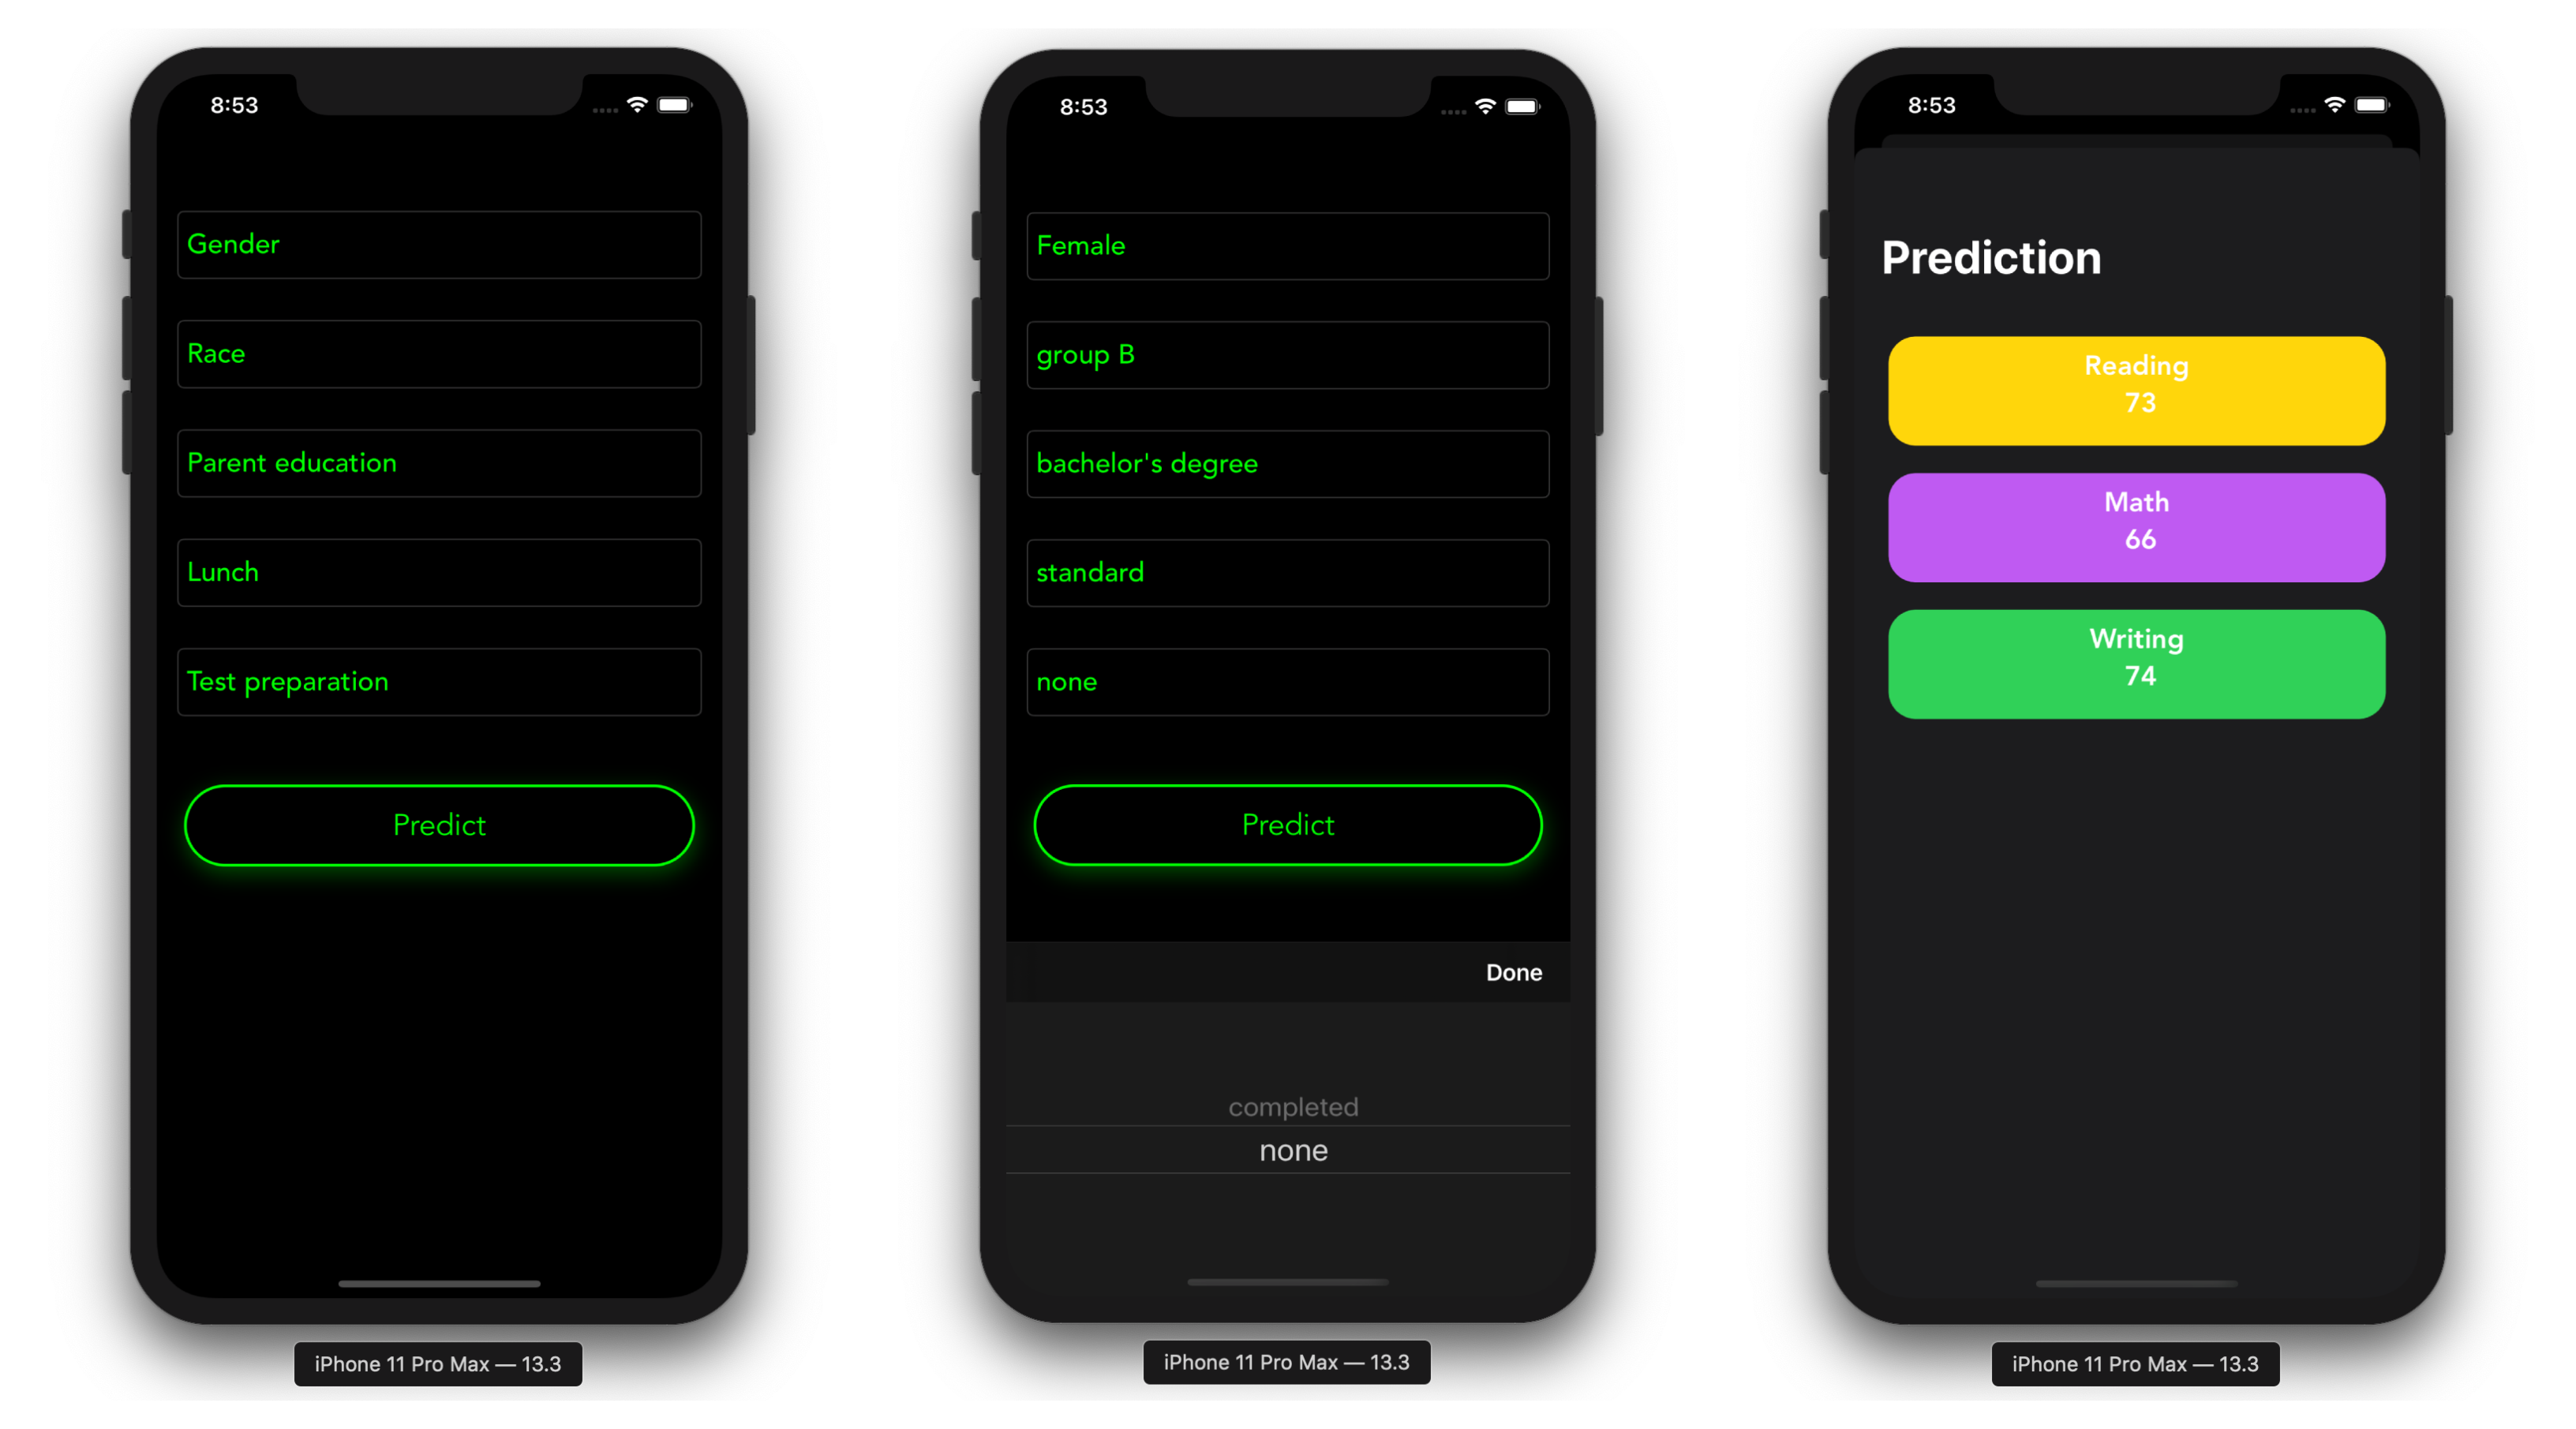 8:53
Gender
Race
Parent education
Lunch
Test preparation
Predict
iPhone 11 Pro Max — 13.3
8:53
Female
group B
bachelor's degree
standard
none
Predict
Done
completed
none
iPhone 11 Pro Max — 13.3
8:53
Prediction
Reading
73
Math
66
Writing
74
iPhone 11 Pro Max — 13.3